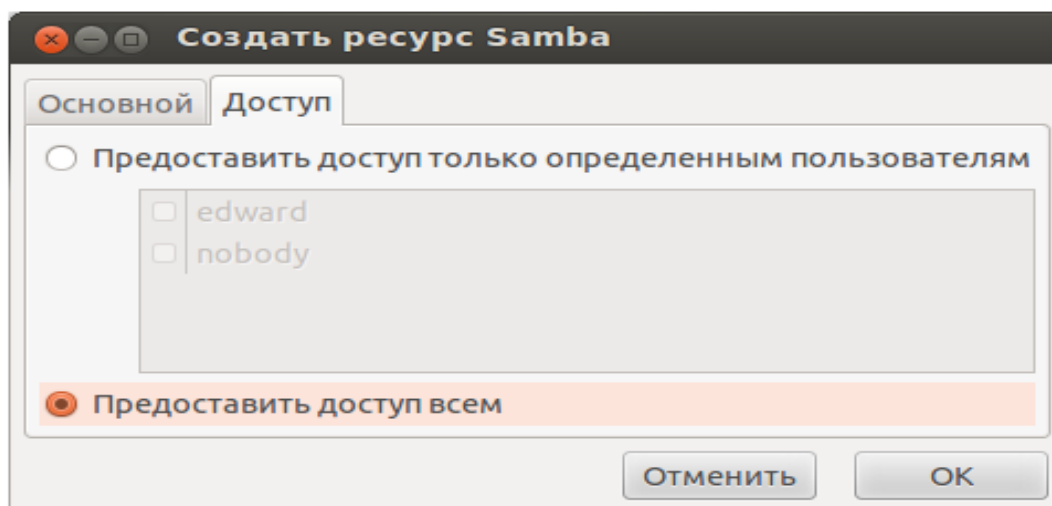 Создать ресурс Samba
Основной Доступ
Предоставить доступ только определенным пользователям
edward
nobody
Предоставить доступ всем
Отменить OK